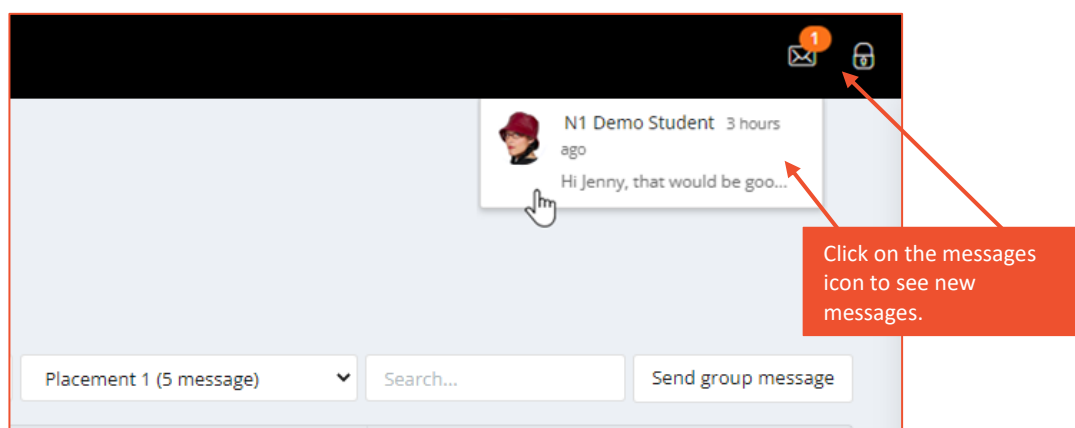 1
N1 Demo Student 3 hours
ago
Hi Jenny, that would be goo...
Click on the messages
icon to see new
messages.
Placement 1 (5 message)
Search...
Send group message